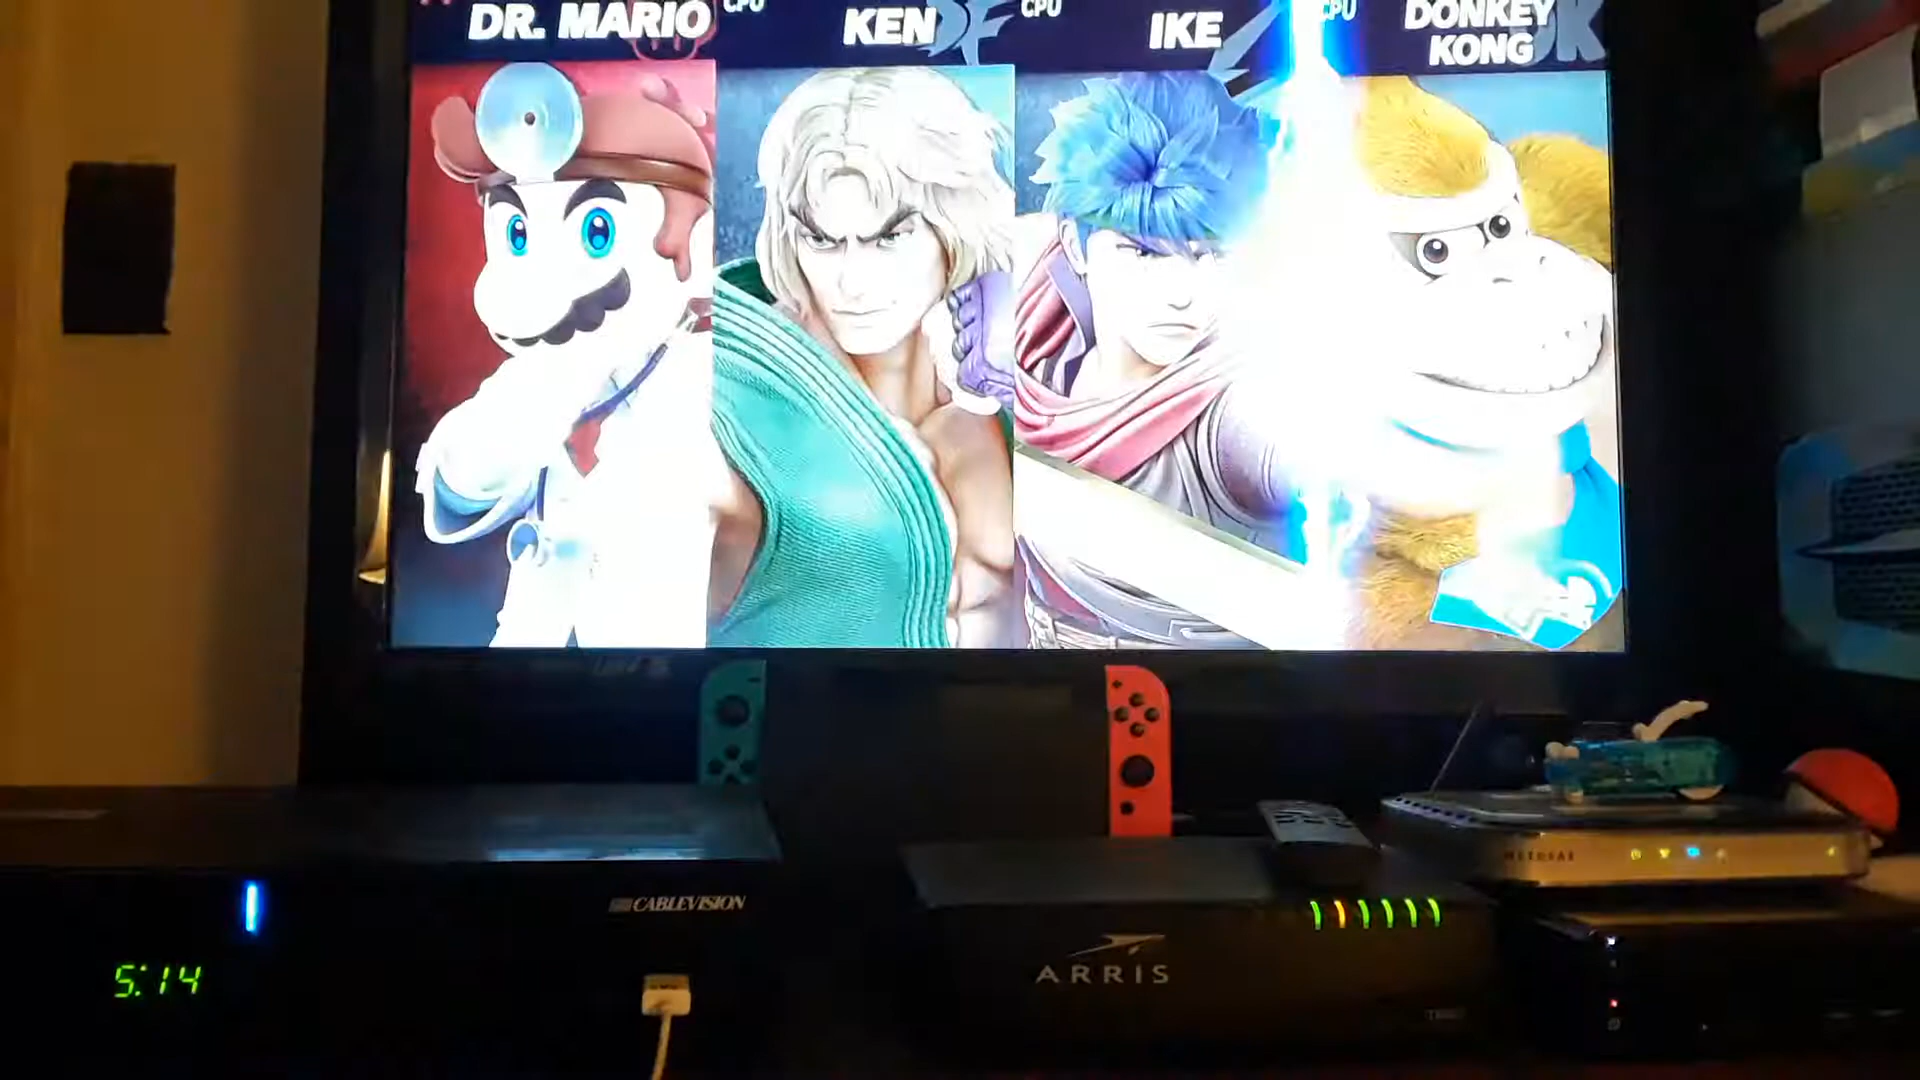 DR. MARIO
CPU
KEN
CPU
IKE
CPU
DONKEY
KONG
CABLEVISION
NETGEAR
ARRIS
5:14